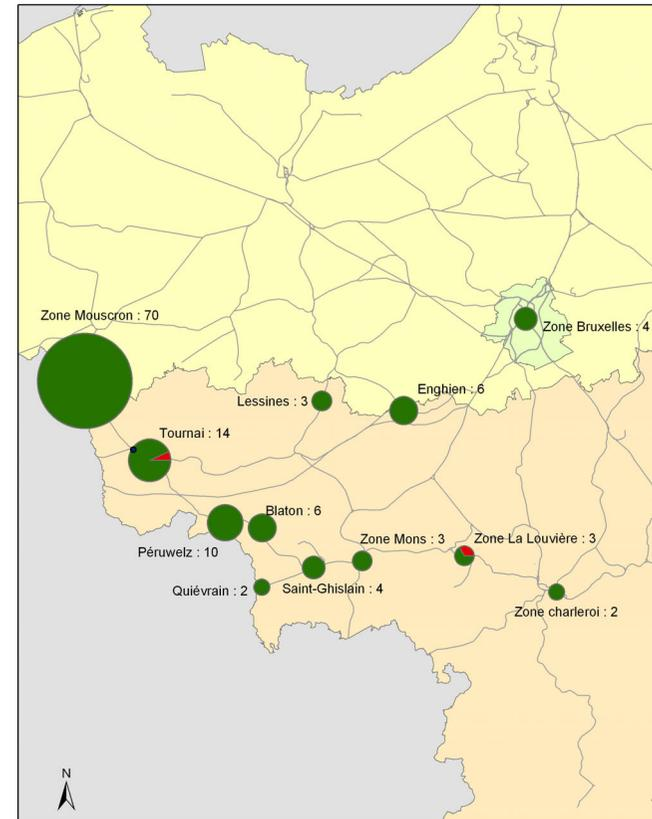 Zone Mouscron : 70
Zone Bruxelles : 4
Enghien : 6
Lessines : 3
Tournai : 14
Blaton : 6
Zone Mons : 3
Zone La Louvière : 3
Péruwelz : 10
Quiévrain : 2
Saint-Ghislain : 4
Zone charleroi : 2
N